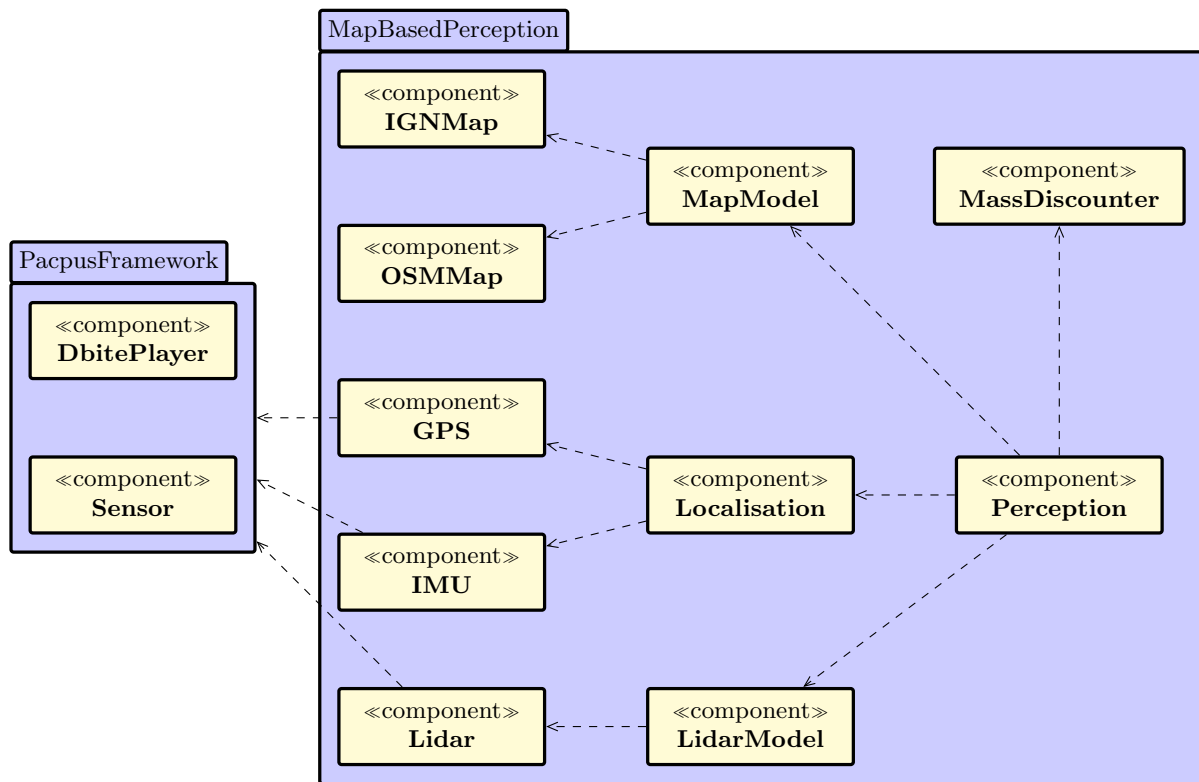 MapBasedPerception
≪component≫
IGNMap
≪component≫
MapModel
≪component≫
MassDiscounter
≪component≫
OSMMap
PacpusFramework
≪component≫
DbitePlayer
≪component≫
GPS
≪component≫
Sensor
≪component≫
Localisation
≪component≫
Perception
≪component≫
IMU
≪component≫
Lidar
≪component≫
LidarModel